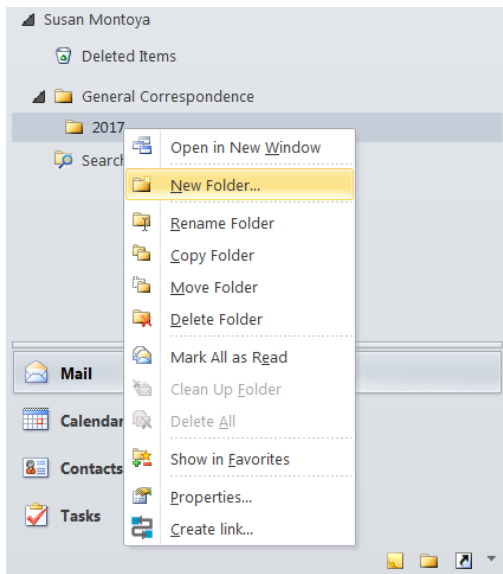 Susan Montoya
Deleted Items
General Correspondence
2017
Open in New Window
Search
New Folder...
Rename Folder
Copy Folder
Move Folder
Delete Folder
Mark All as Read
Mail
Clean Up Folder
Calendar
Delete All
Show in Favorites
Contacts
Properties...
Tasks
Create link...